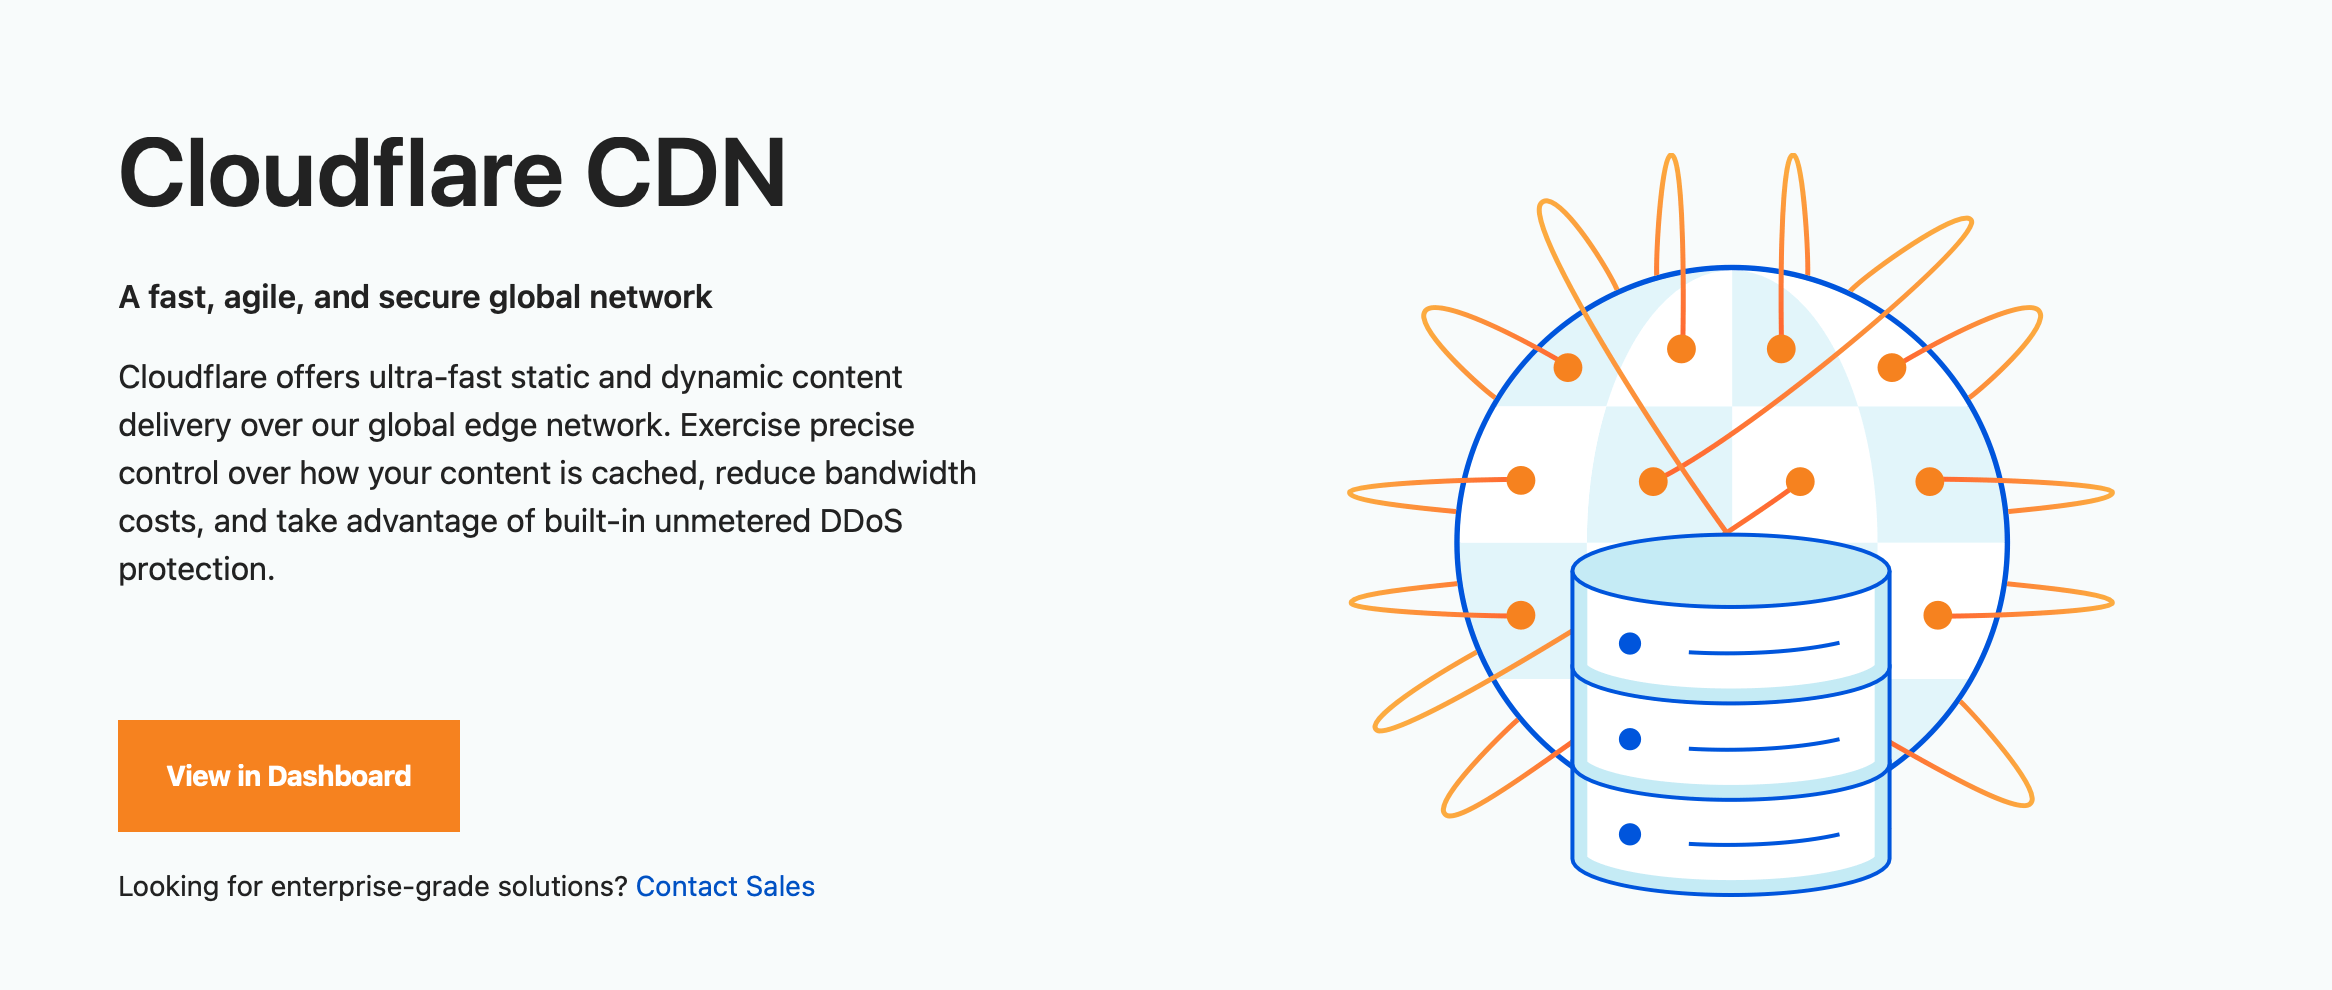 Cloudflare CDN
A fast, agile, and secure global network
Cloudflare offers ultra-fast static and dynamic content
delivery over our global edge network. Exercise precise
control over how your content is cached, reduce bandwidth
costs, and take advantage of built-in unmetered DDoS
protection.
View in Dashboard
Looking for enterprise-grade solutions? Contact Sales